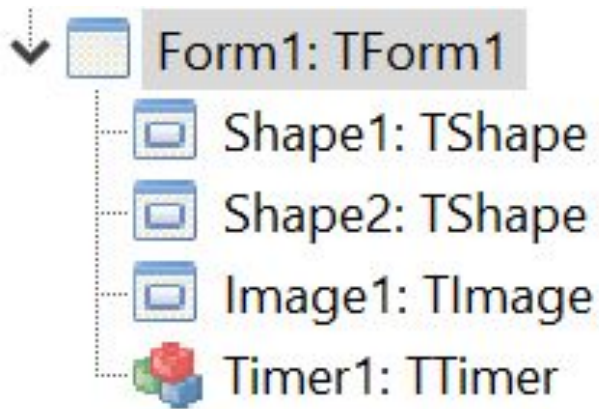 Form1: TForm1
Shape1: TShape
Shape2: TShape
Image1: TImage
Timer1: TTimer